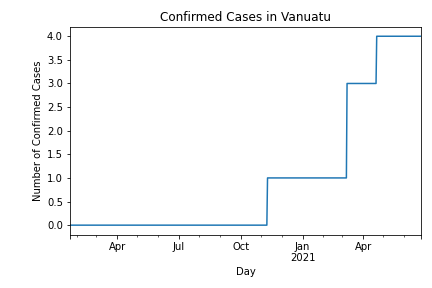 Confirmed Cases in Vanuatu
4.0
3.5
3.0
2.5
2.0
1.5
1.0
0.5
0.0
Number of Confirmed Cases
Apr
Jul
Oct
Jan
2021
Apr
Day